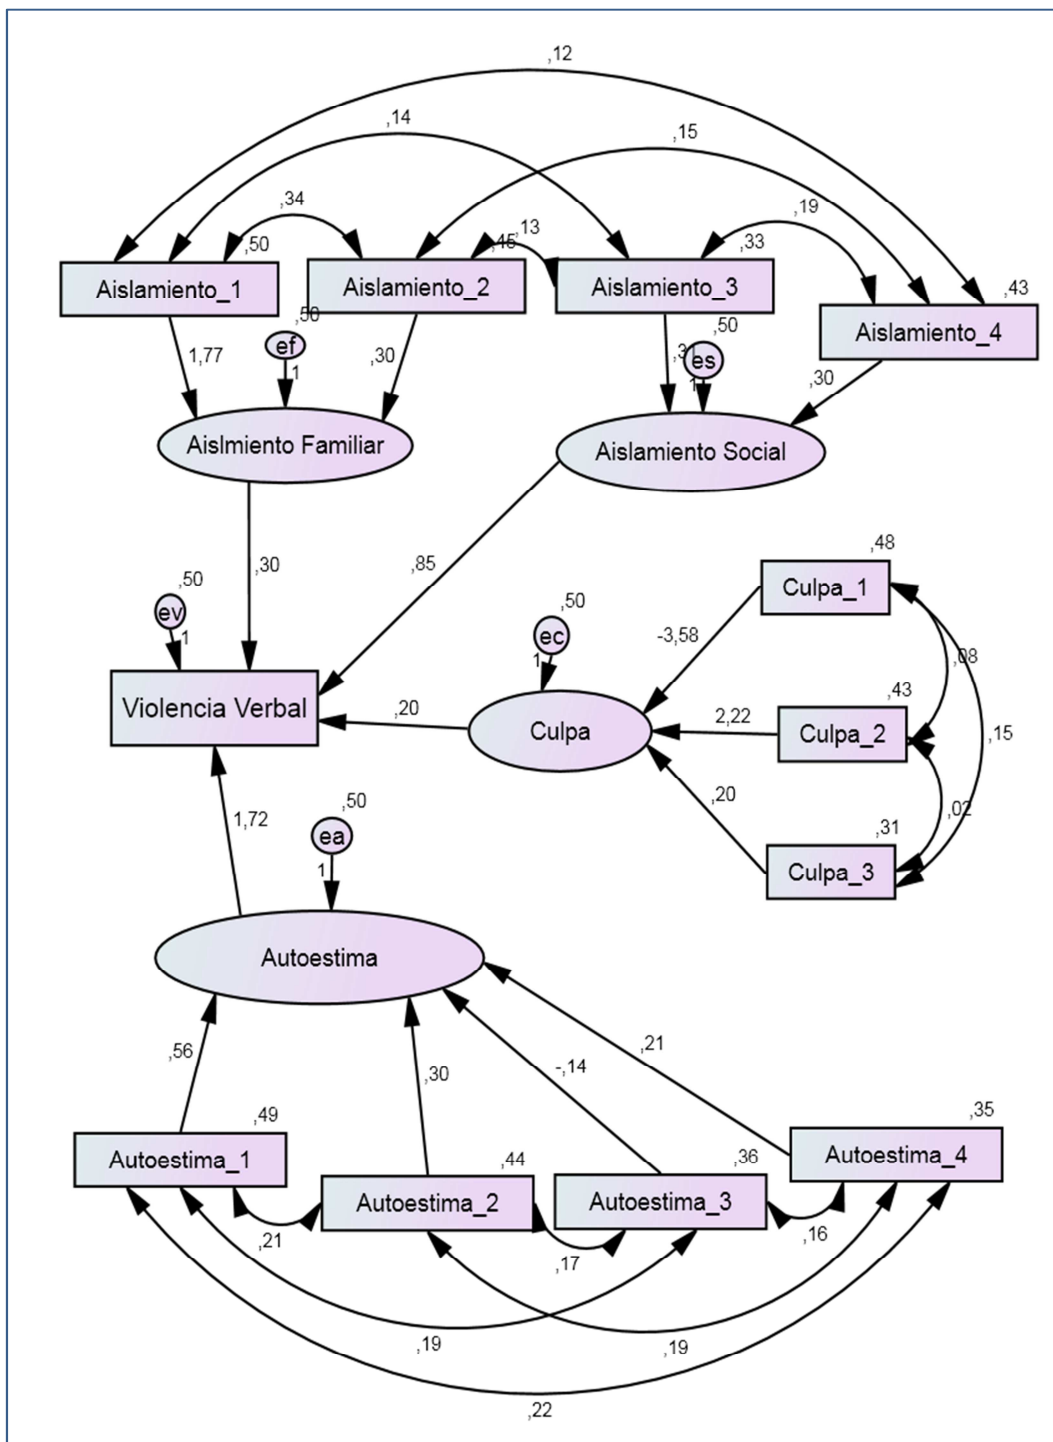 ,12
,14
,15
,34
,13
,19
,50
,45
,33
,43
Aislamiento_1
Aislamiento_2
Aislamiento_3
Aislamiento_4
,50
,50
ef
es
1,77
1
,30
1
,30
Aislmiento Familiar
Aislamiento Social
,30
,85
,50
ev
1
,50
ec
1
,48
Culpa_1
-3,58
,08
Violencia Verbal
,20
Culpa
2,22
,43
Culpa_2
,15
,20
,02
,31
Culpa_3
1,72
,50
ea
1
Autoestima
,56
,30
-,14
,21
,49
,44
,36
,35
Autoestima_1
Autoestima_2
Autoestima_3
Autoestima_4
,21
,17
,16
,19
,19
,22